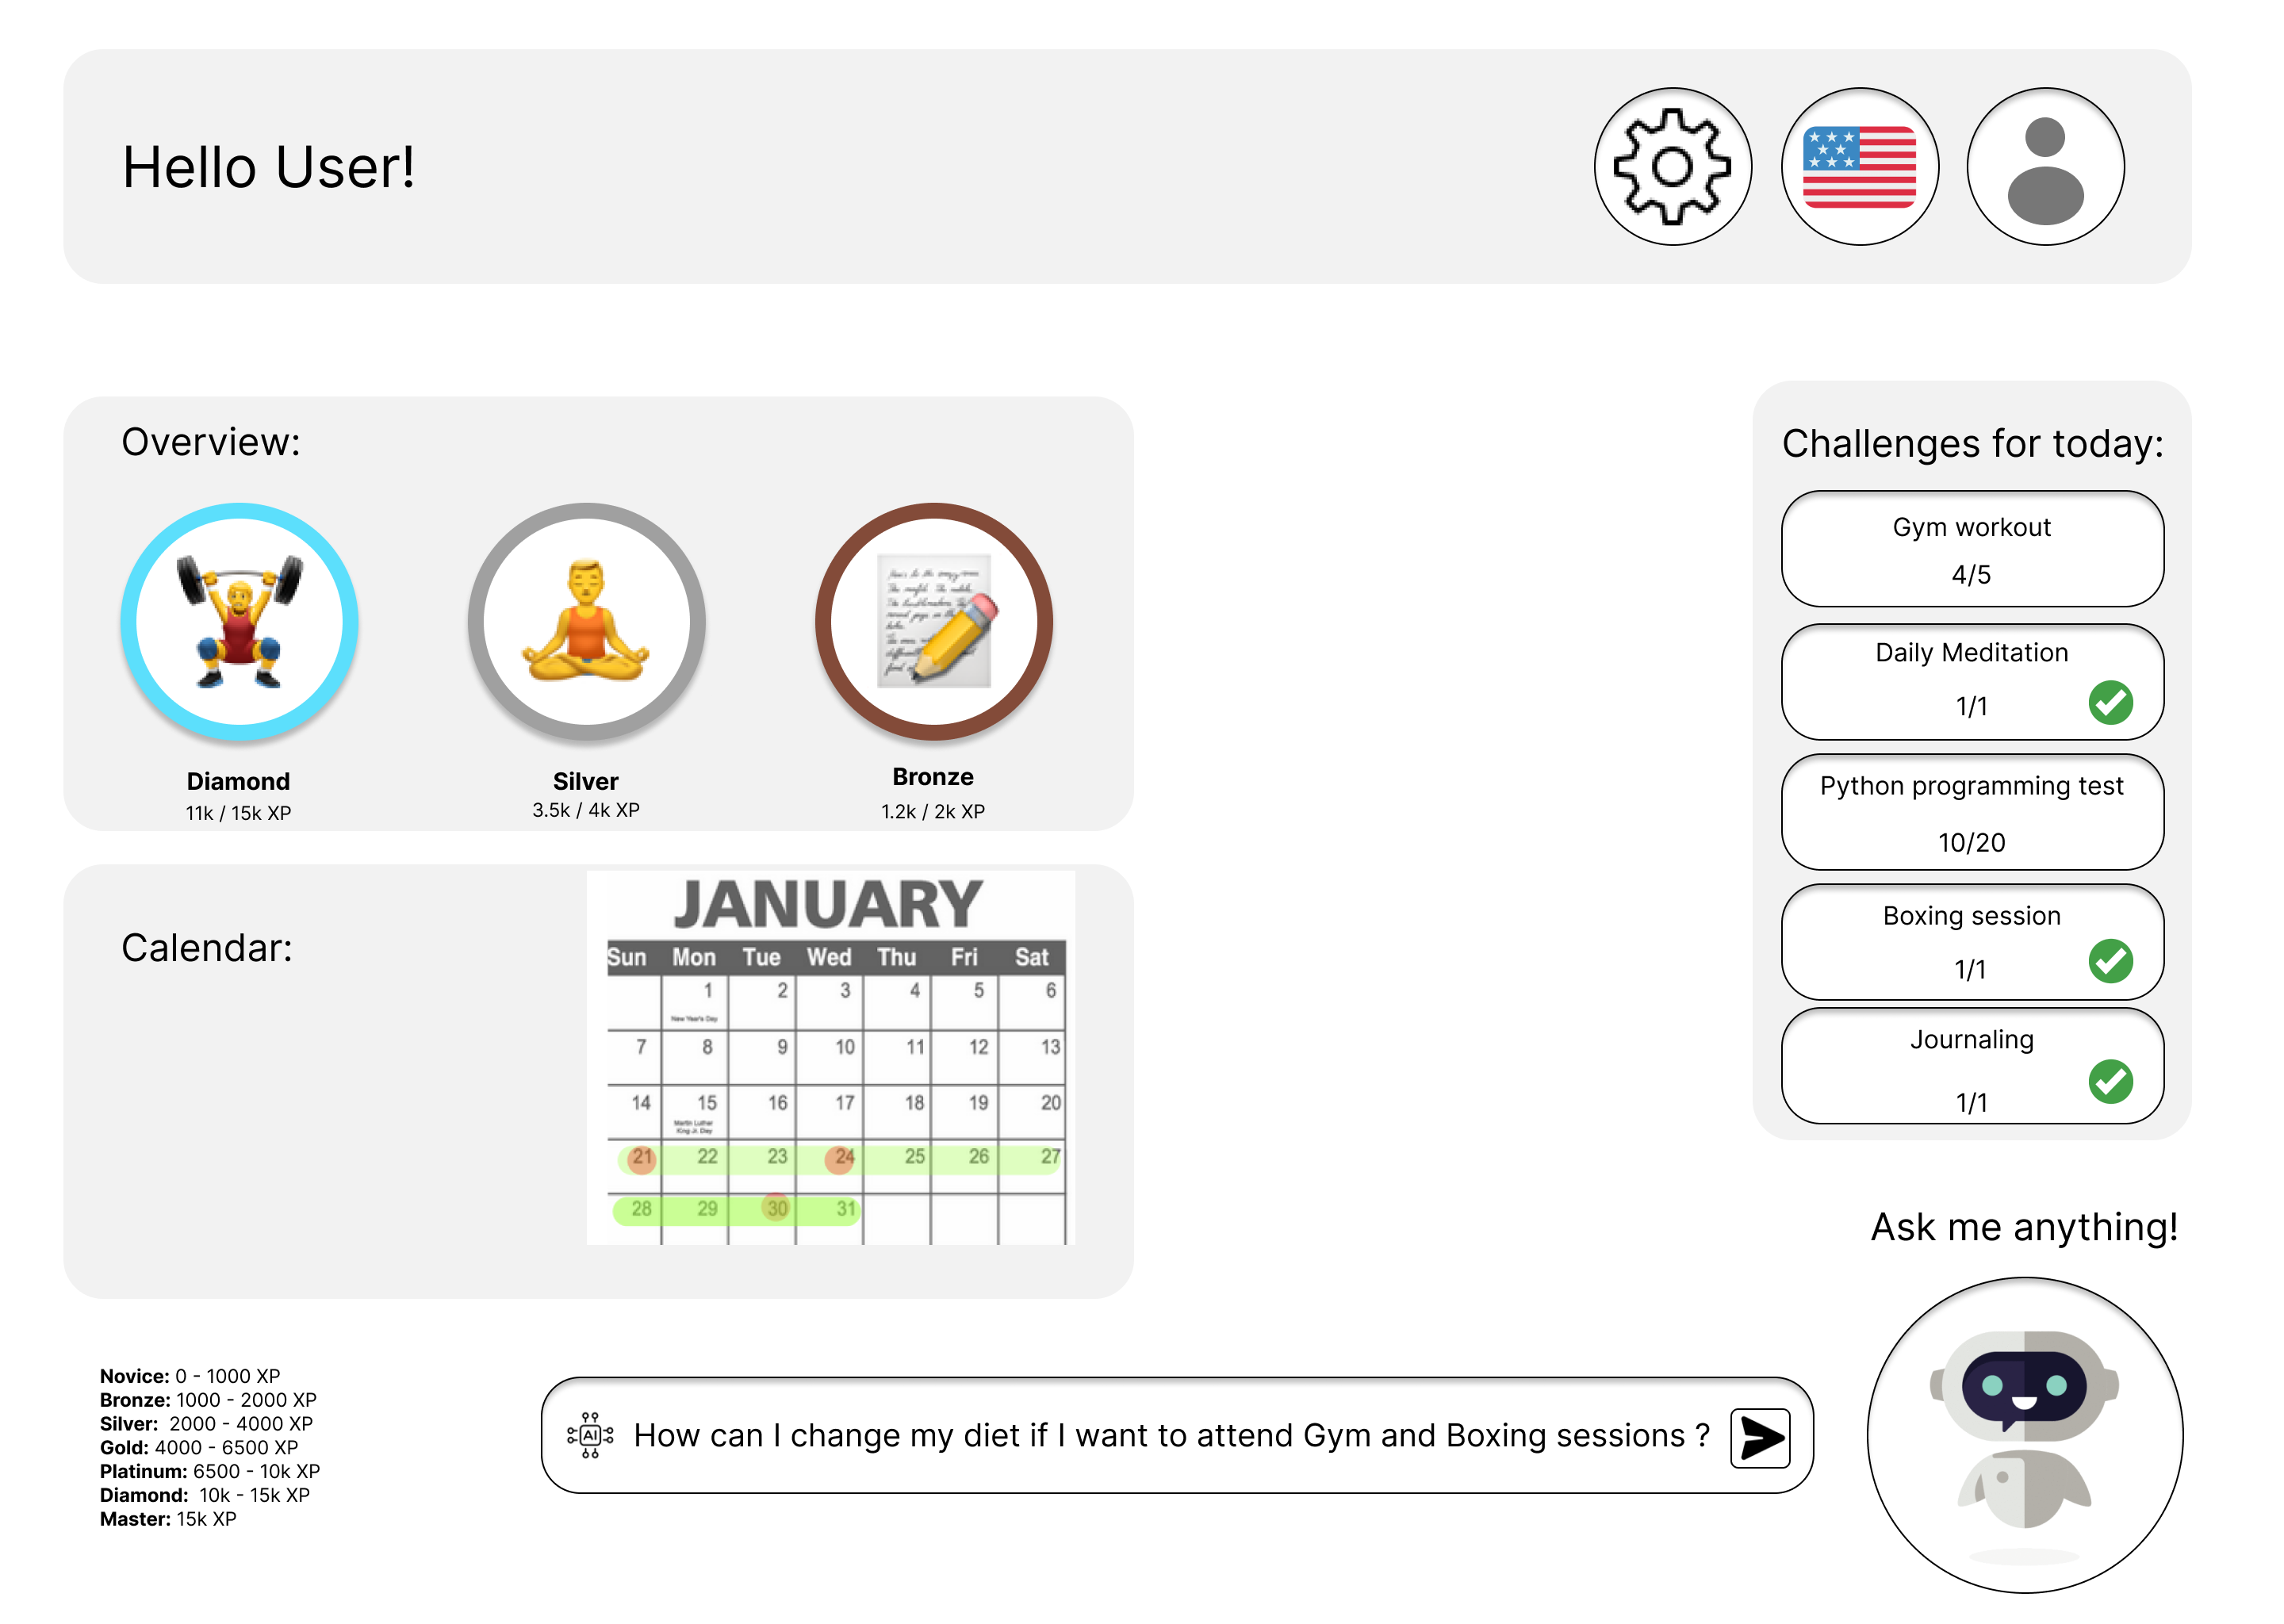 Hello User!
Overview:
Diamond
11k / 15k XP
Silver
3.5k / 4k XP
Bronze
1.2k / 2k XP
Challenges for today:
Gym workout
4/5
Daily Meditation
1/1
Python programming test
10/20
Boxing session
1/1
Journaling
1/1
Calendar:
JANUARY
Sun Mon Tue Wed Thu Fri Sat
1 2 3 4 5 6
New Year's Day
7 8 9 10 11 12 13
14 15 16 17 18 19 20
Martin Luther
King Jr. Day
21 22 23 24 25 26 27
28 29 30 31
Ask me anything!
Novice: 0 - 1000 XP
Bronze: 1000 - 2000 XP
Silver: 2000 - 4000 XP
Gold: 4000 - 6500 XP
Platinum: 6500 - 10k XP
Diamond: 10k - 15k XP
Master: 15k XP
AI
How can I change my diet if I want to attend Gym and Boxing sessions ?